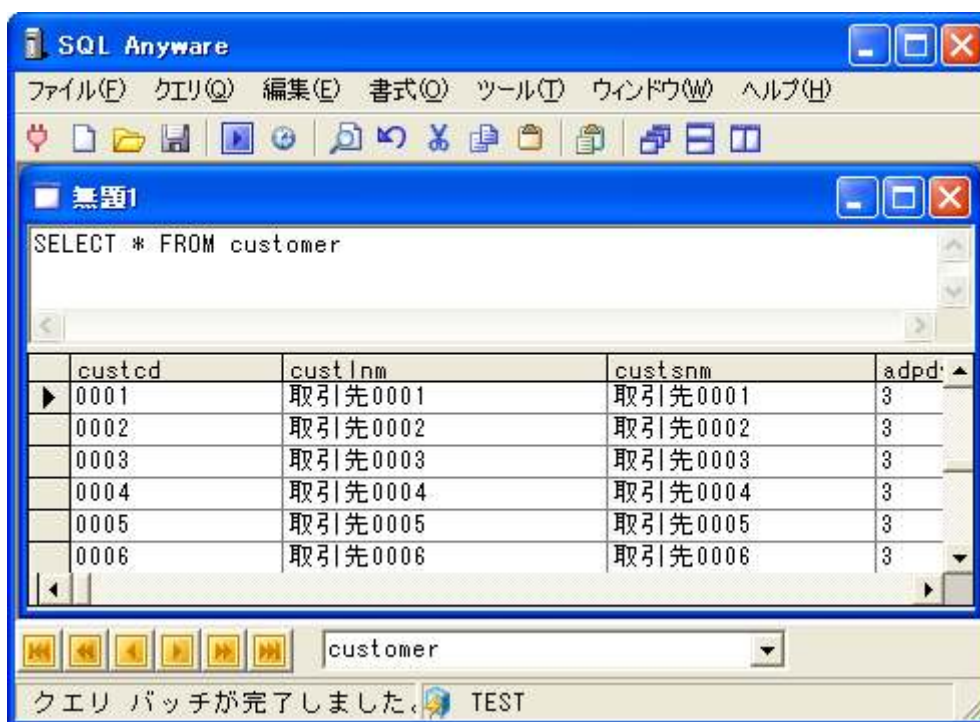 SQL Anyware
ファイル(F) クエリ(Q) 編集(E) 書式(O) ツール(T) ウィンドウ(W) ヘルプ(H)
無題1
SELECT * FROM customer
custcd custlnm custsnm adpd
0001 取引先0001 取引先0001 3
0002 取引先0002 取引先0002 3
0003 取引先0003 取引先0003 3
0004 取引先0004 取引先0004 3
0005 取引先0005 取引先0005 3
0006 取引先0006 取引先0006 3
customer
クエリ バッチが完了しました. TEST